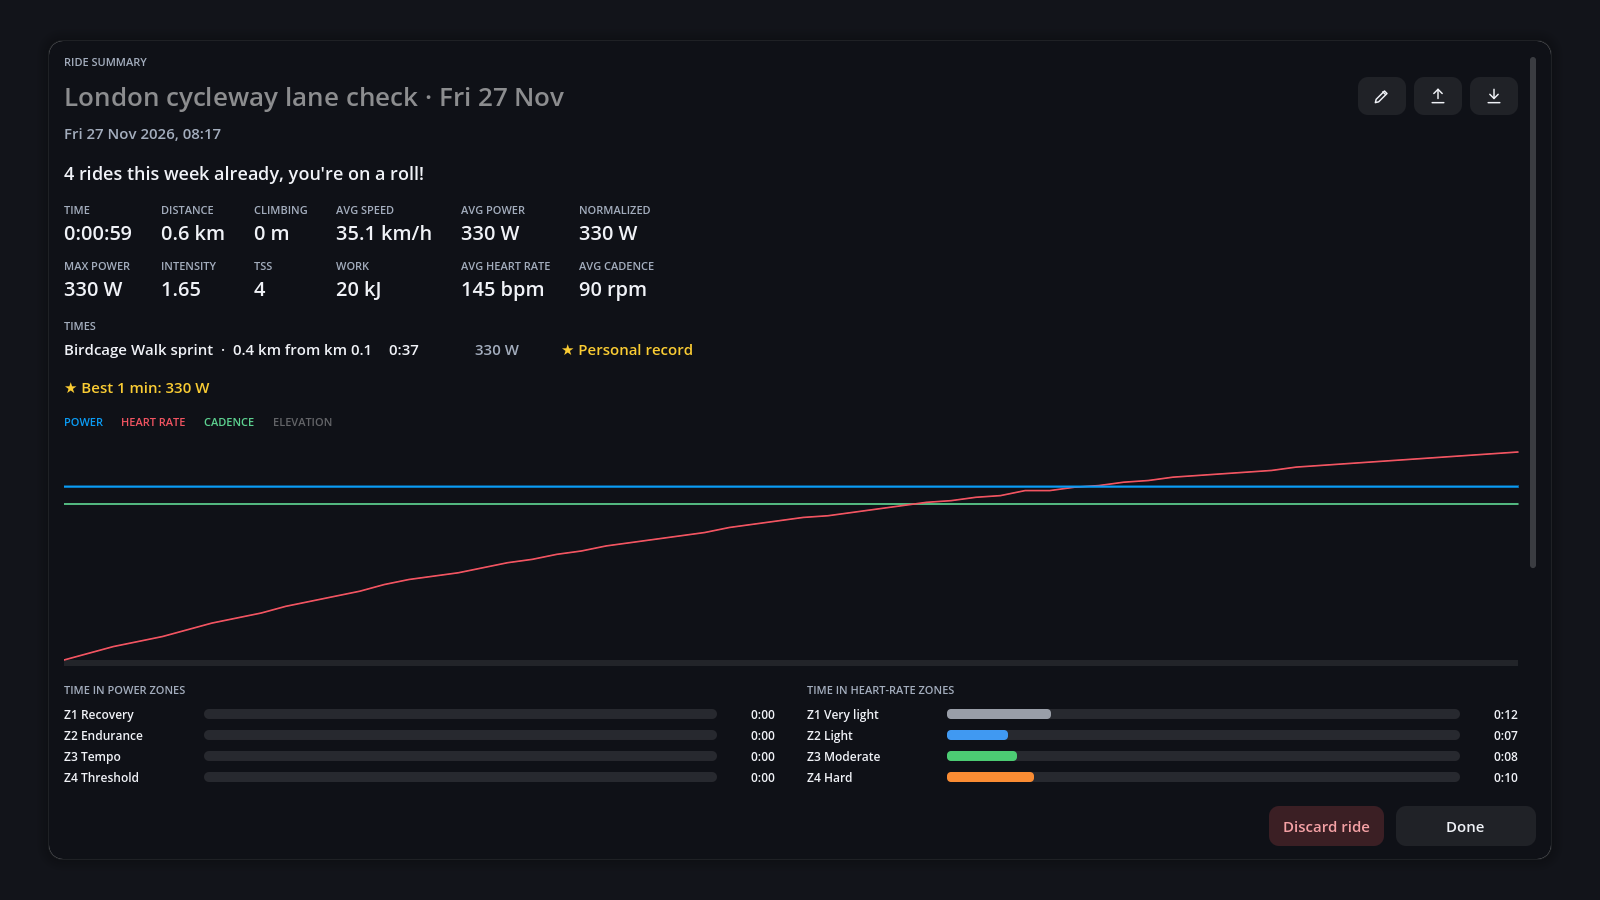 RIDE SUMMARY
London cycleway lane check · Fri 27 Nov
Fri 27 Nov 2026, 08:17
4 rides this week already, you're on a roll!
TIME DISTANCE CLIMBING AVG SPEED AVG POWER NORMALIZED
0:00:59 0.6 km 0 m 35.1 km/h 330 W 330 W
MAX POWER INTENSITY TSS WORK AVG HEART RATE AVG CADENCE
330 W 1.65 4 20 kJ 145 bpm 90 rpm
TIMES
Birdcage Walk sprint · 0.4 km from km 0.1 0:37 330 W ★ Personal record
★ Best 1 min: 330 W
POWER HEART RATE CADENCE ELEVATION
TIME IN POWER ZONES
Z1 Recovery 0:00
Z2 Endurance 0:00
Z3 Tempo 0:00
Z4 Threshold 0:00
TIME IN HEART-RATE ZONES
Z1 Very light 0:12
Z2 Light 0:07
Z3 Moderate 0:08
Z4 Hard 0:10
Discard ride Done